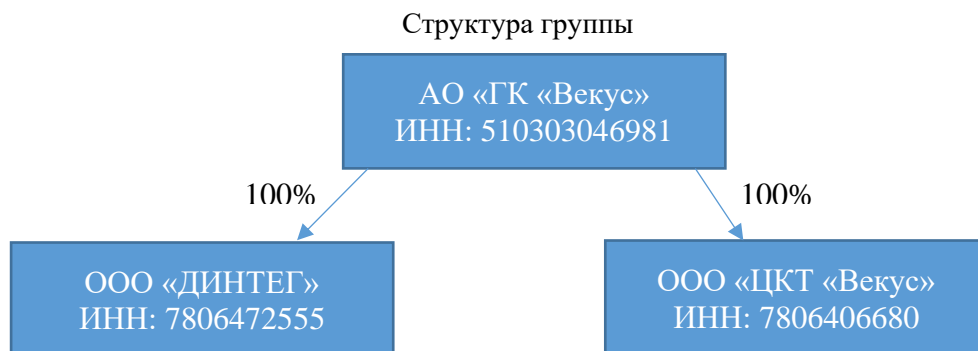 Структура группы
АО «ГК «Векус»
ИНН: 510303046981
100%
100%
ООО «ДИНТЕГ»
ИНН: 7806472555
ООО «ЦКТ «Векус»
ИНН: 7806406680